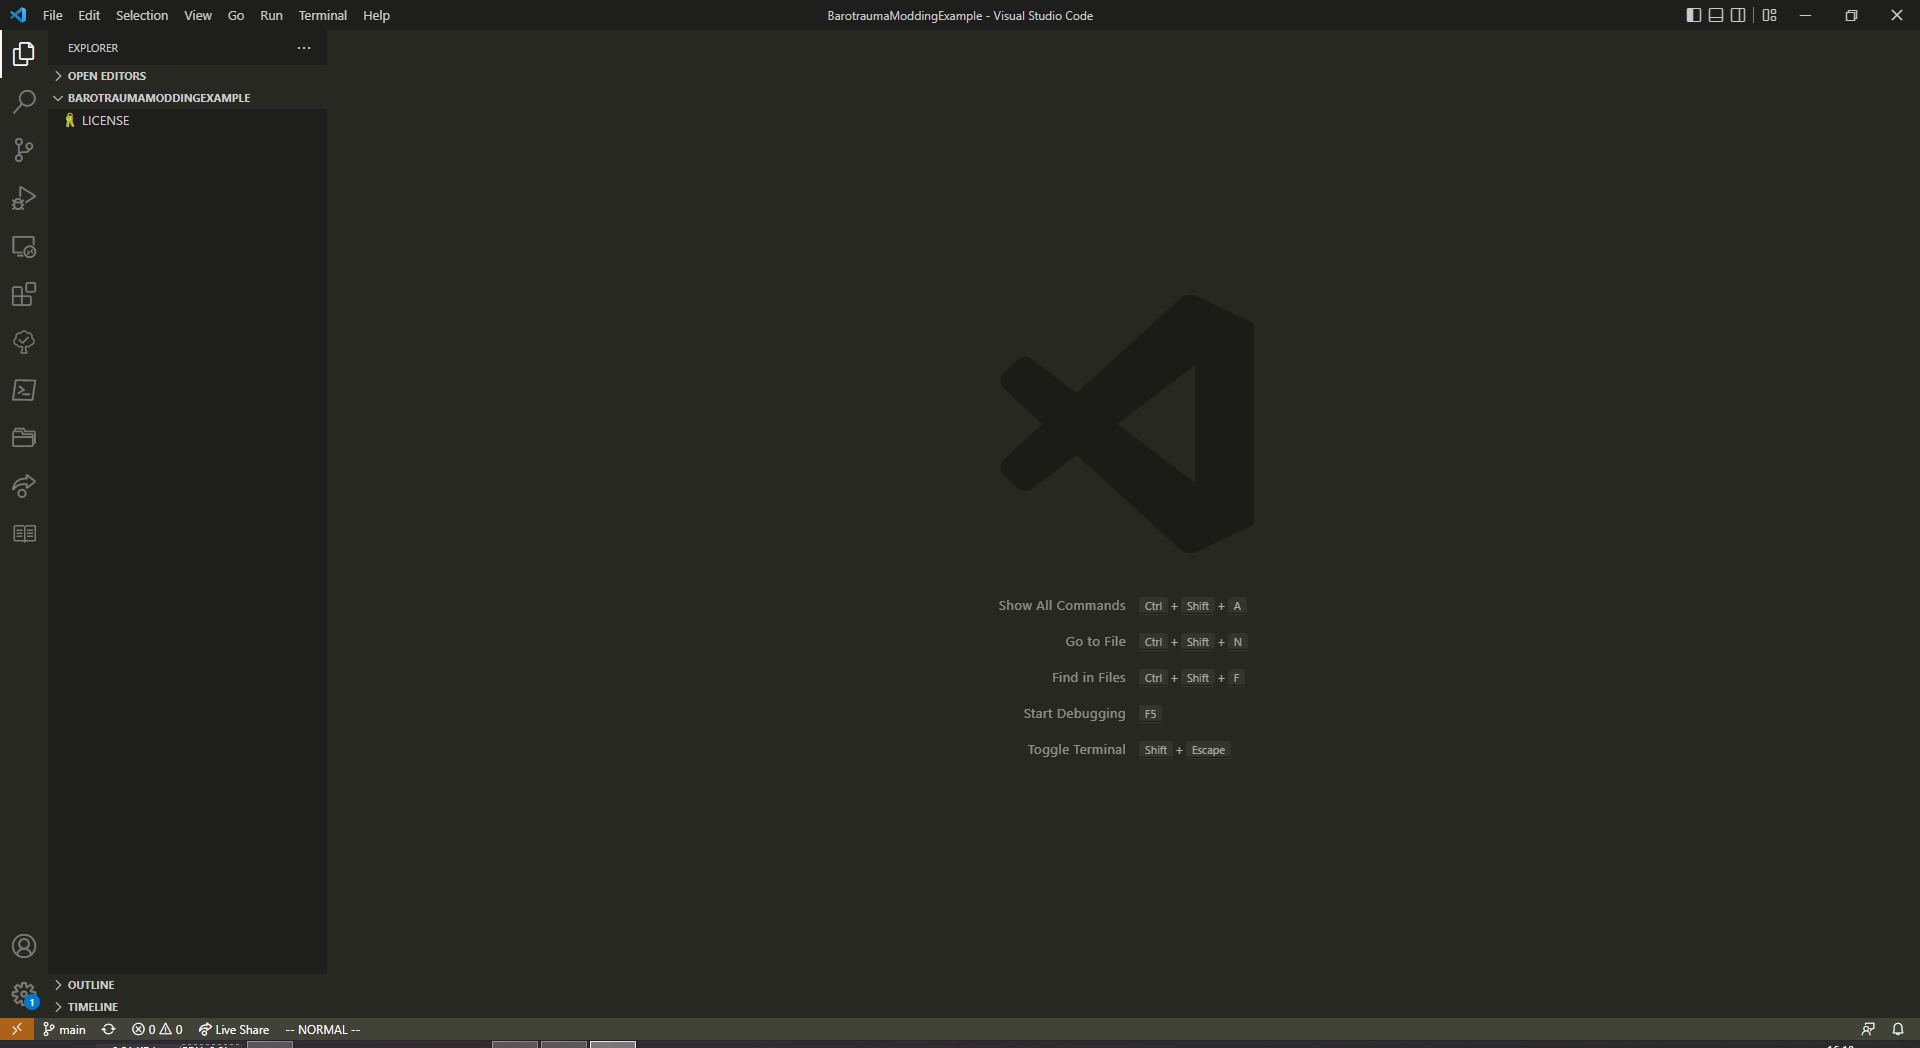 File Edit Selection View Go Run Terminal Help
BarotraumaModdingExample - Visual Studio Code
EXPLORER
OPEN EDITORS
BAROTRAUMAMODDINGEXAMPLE
LICENSE
Show All Commands Ctrl + Shift + A
Go to File Ctrl + Shift + N
Find in Files Ctrl + Shift + F
Start Debugging F5
Toggle Terminal Shift + Escape
OUTLINE
1
TIMELINE
main 0 0 Live Share -- NORMAL --